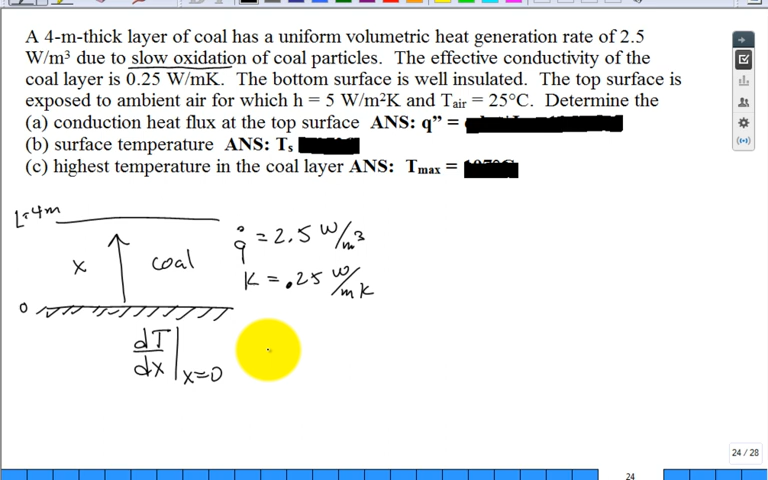 A 4-m-thick layer of coal has a uniform volumetric heat generation rate of 2.5
W/m³ due to slow oxidation of coal particles. The effective conductivity of the
coal layer is 0.25 W/mK. The bottom surface is well insulated. The top surface is
exposed to ambient air for which h = 5 W/m²K and Tair = 25°C. Determine the
(a) conduction heat flux at the top surface ANS: q” =
(b) surface temperature ANS: Ts
(c) highest temperature in the coal layer ANS: Tmax =
L=4m
q̇ = 2.5 W/m³
x coal
K = .25 W/mK
0
dT/dx|x=0
24 / 28
24